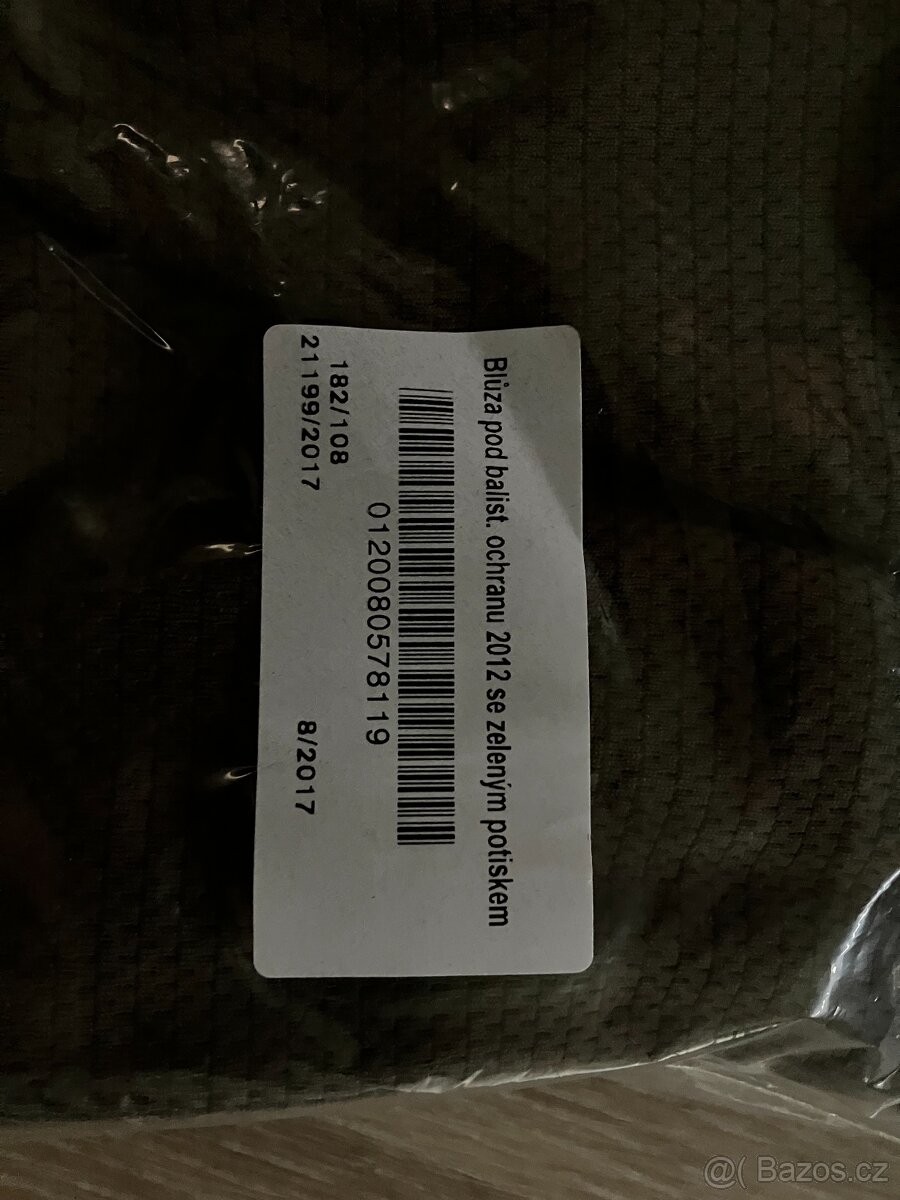 Blůza pod balist. ochranu 2012 se zeleným potiskem
0120080578119
182/108
21199/2017 8/2017
@( Bazos.cz